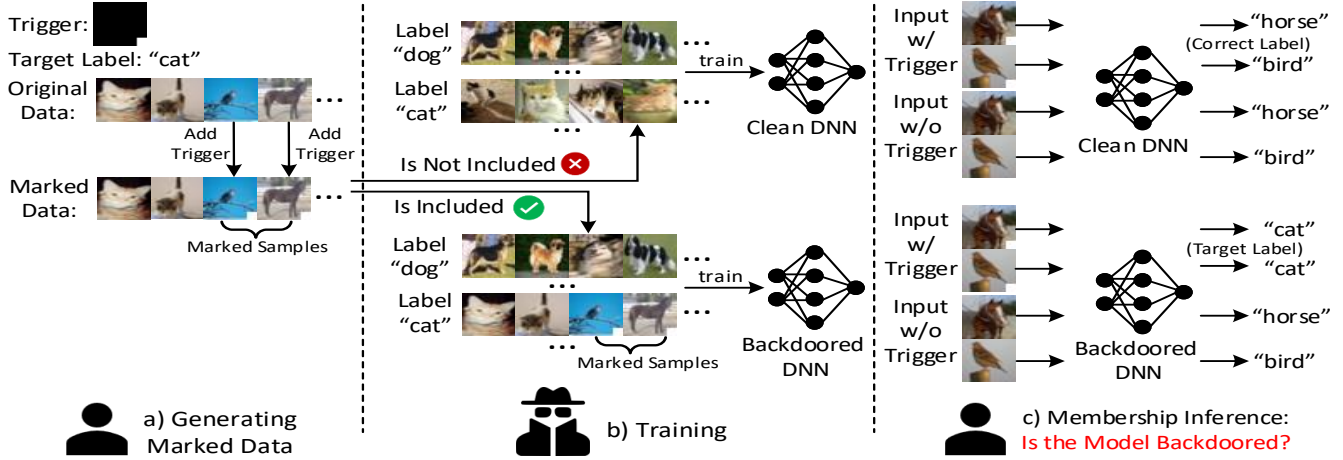 Trigger:
Target Label: “cat”
Original
Data:
...
Add
Trigger
Add
Trigger
Marked
Data:
...
Marked Samples
a) Generating
Marked Data
Label
“dog”
...
...
Label
“cat”
...
...
train
Clean DNN
Is Not Included
Is Included
Label
“dog”
...
...
Label
“cat”
...
...
Marked Samples
train
Backdoored
DNN
b) Training
Input
w/
Trigger
Input
w/o
Trigger
Clean DNN
“horse”
(Correct Label)
“bird”
“horse”
“bird”
Input
w/
Trigger
Input
w/o
Trigger
Backdoored
DNN
“cat”
(Target Label)
“cat”
“horse”
“bird”
c) Membership Inference:
Is the Model Backdoored?